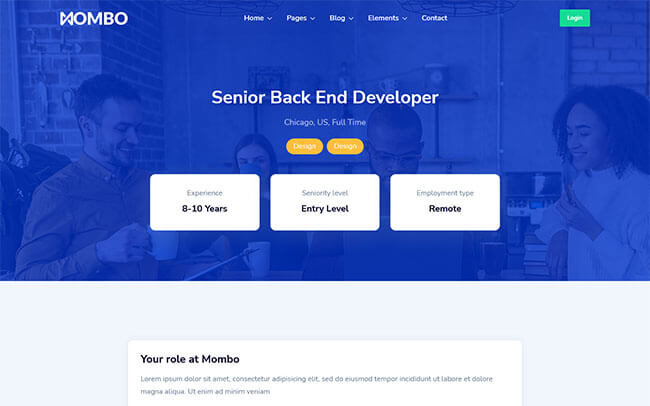 MOMBO
Home Pages Blog Elements Contact
Login
Senior Back End Developer
Chicago, US, Full Time
Design Design
Experience
8-10 Years
Seniority level
Entry Level
Employment type
Remote
Your role at Mombo
Lorem ipsum dolor sit amet, consectetur adipisicing elit, sed do eiusmod tempor incididunt ut labore et dolore
magna aliqua. Ut enim ad minim veniam